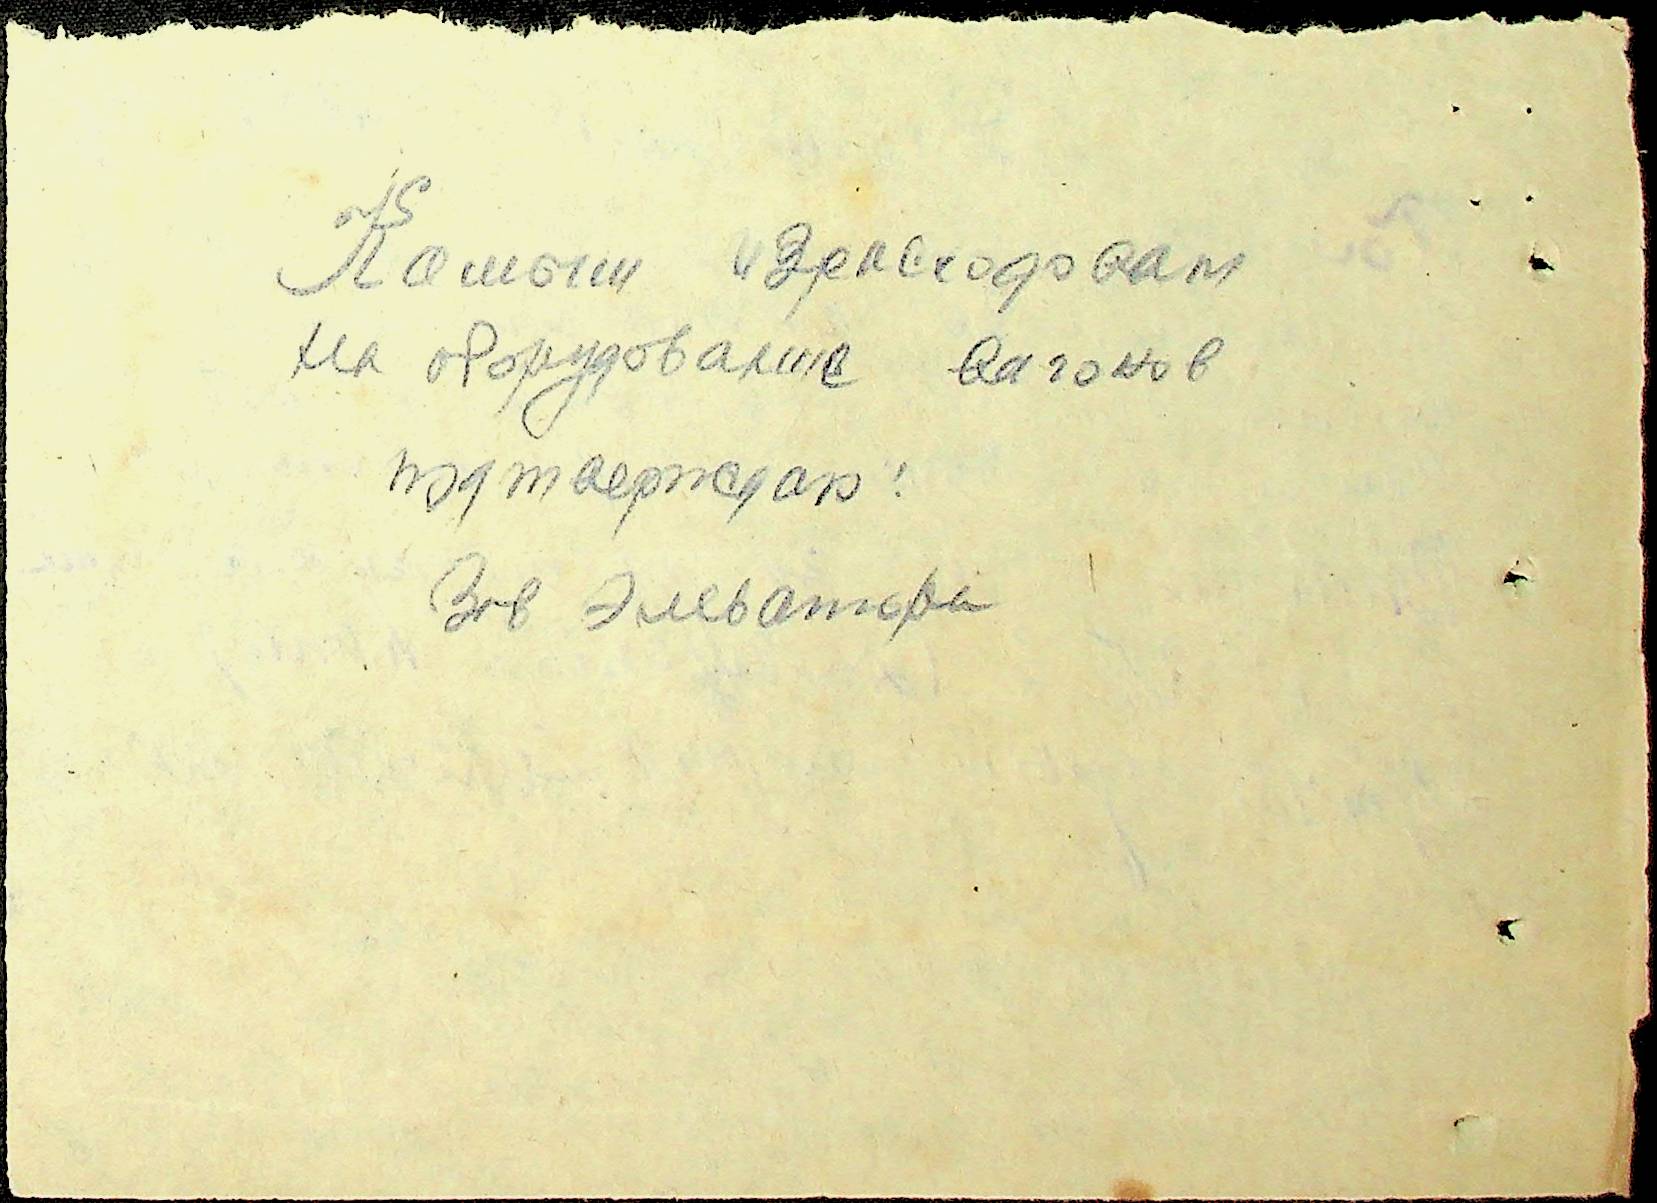 Камыш израсходован
на оборудование вагонов
подтверждаю:
Зав Элеватора